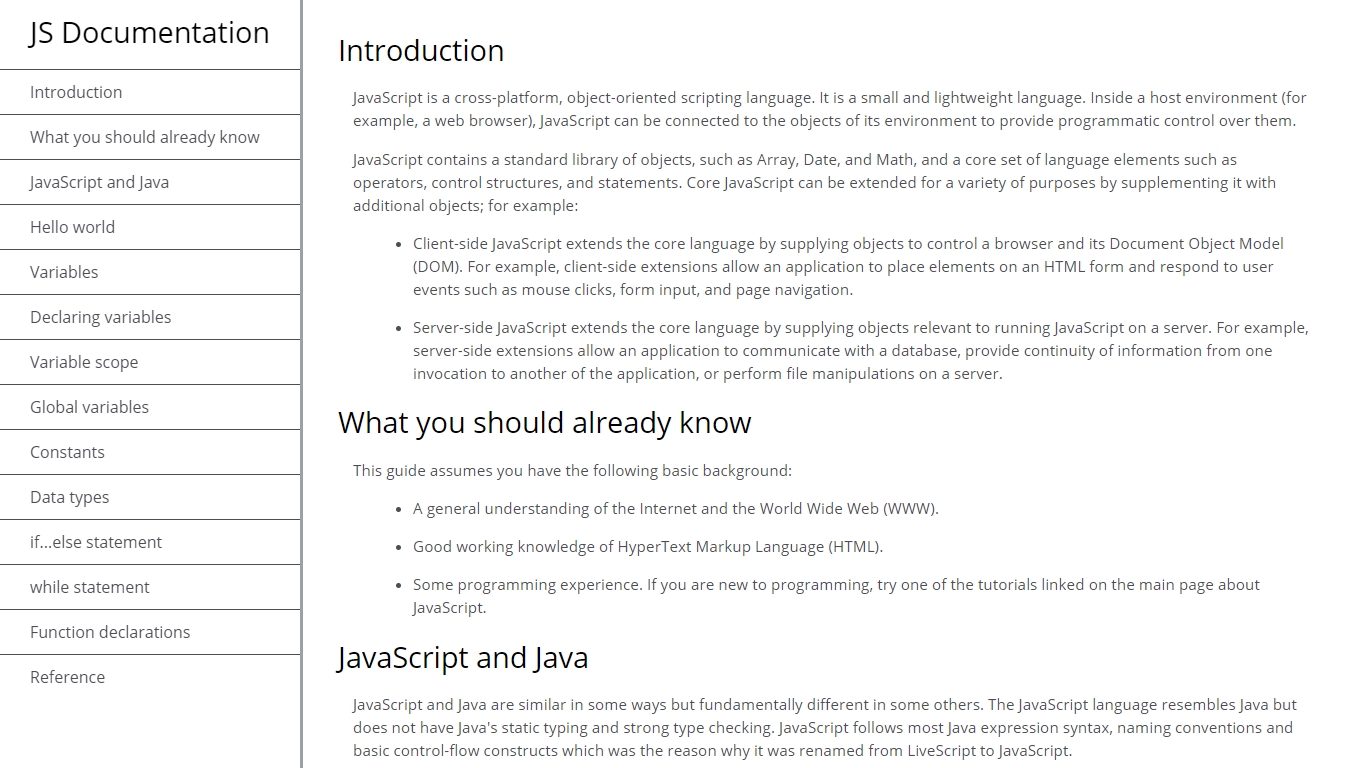 JS Documentation
Introduction
What you should already know
JavaScript and Java
Hello world
Variables
Declaring variables
Variable scope
Global variables
Constants
Data types
if...else statement
while statement
Function declarations
Reference
Introduction
JavaScript is a cross-platform, object-oriented scripting language. It is a small and lightweight language. Inside a host environment (for
example, a web browser), JavaScript can be connected to the objects of its environment to provide programmatic control over them.
JavaScript contains a standard library of objects, such as Array, Date, and Math, and a core set of language elements such as
operators, control structures, and statements. Core JavaScript can be extended for a variety of purposes by supplementing it with
additional objects; for example:
• Client-side JavaScript extends the core language by supplying objects to control a browser and its Document Object Model
(DOM). For example, client-side extensions allow an application to place elements on an HTML form and respond to user
events such as mouse clicks, form input, and page navigation.
• Server-side JavaScript extends the core language by supplying objects relevant to running JavaScript on a server. For example,
server-side extensions allow an application to communicate with a database, provide continuity of information from one
invocation to another of the application, or perform file manipulations on a server.
What you should already know
This guide assumes you have the following basic background:
• A general understanding of the Internet and the World Wide Web (WWW).
• Good working knowledge of HyperText Markup Language (HTML).
• Some programming experience. If you are new to programming, try one of the tutorials linked on the main page about
JavaScript.
JavaScript and Java
JavaScript and Java are similar in some ways but fundamentally different in some others. The JavaScript language resembles Java but
does not have Java's static typing and strong type checking. JavaScript follows most Java expression syntax, naming conventions and
basic control-flow constructs which was the reason why it was renamed from LiveScript to JavaScript.